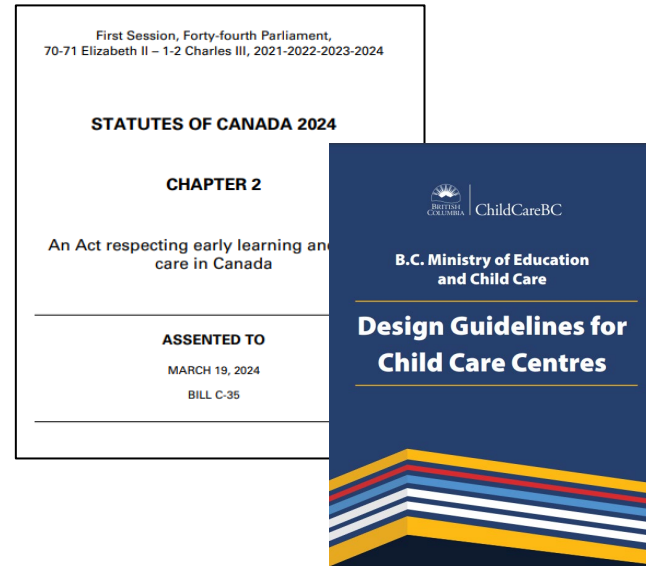 First Session, Forty-fourth Parliament,
70-71 Elizabeth II – 1-2 Charles III, 2021-2022-2023-2024
STATUTES OF CANADA 2024
CHAPTER 2
An Act respecting early learning an
care in Canada
ASSENTED TO
MARCH 19, 2024
BILL C-35
BRITISH
COLUMBIA
ChildCareBC
B.C. Ministry of Education
and Child Care
Design Guidelines for
Child Care Centres